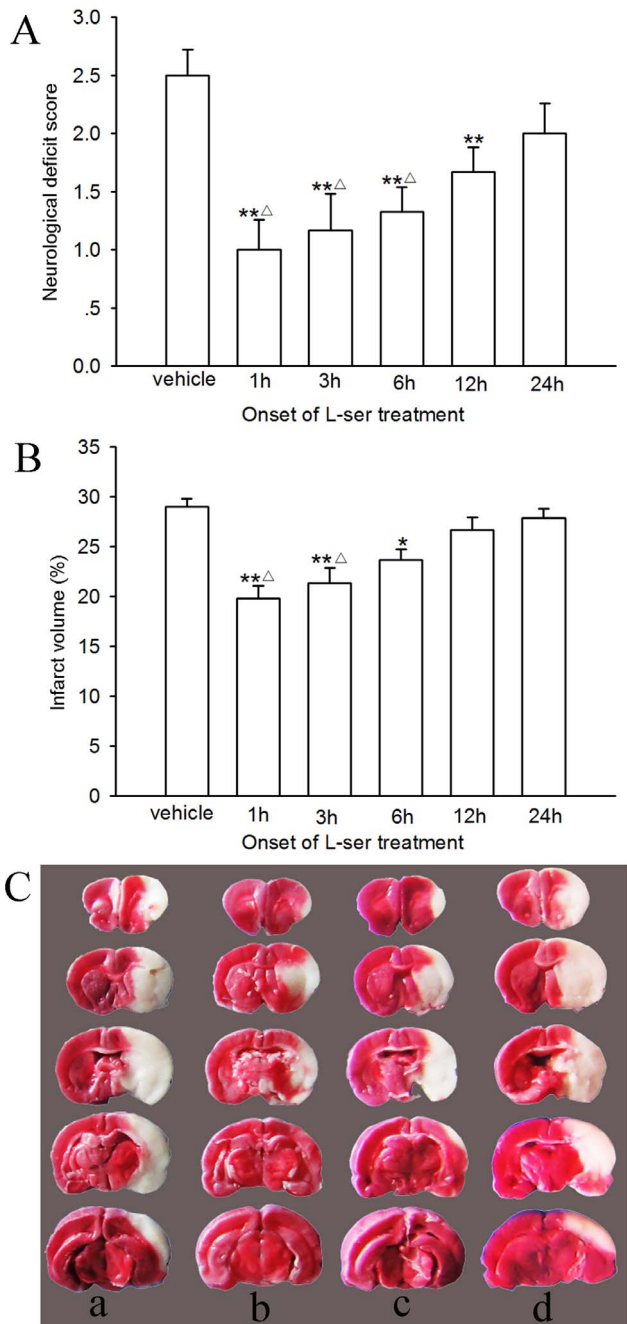 A
Neurological deficit score
2.5
2.0
1.5
1.0
.5
0.0
**△
**△
**△
**
vehicle 1h 3h 6h 12h 24h
Onset of L-ser treatment
B
Infarct volume (%)
35
30
25
20
15
10
5
0
**△
**△
*
vehicle 1h 3h 6h 12h 24h
Onset of L-ser treatment
C
a b c d